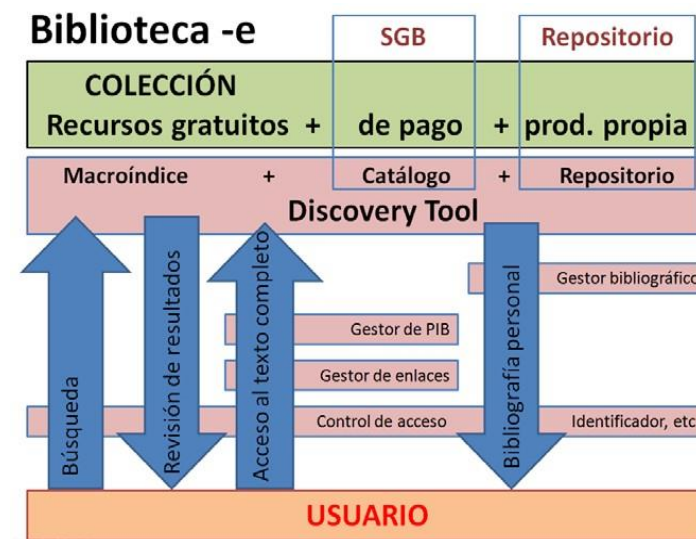 Biblioteca -e
SGB
Repositorio
COLECCIÓN
Recursos gratuitos + de pago + prod. propia
Macroíndice + Catálogo + Repositorio
Discovery Tool
Búsqueda
Revisión de resultados
Acceso al texto completo
Bibliografía personal
Gestor bibliográfico
Gestor de PIB
Gestor de enlaces
Control de acceso
Identificador, etc
USUARIO